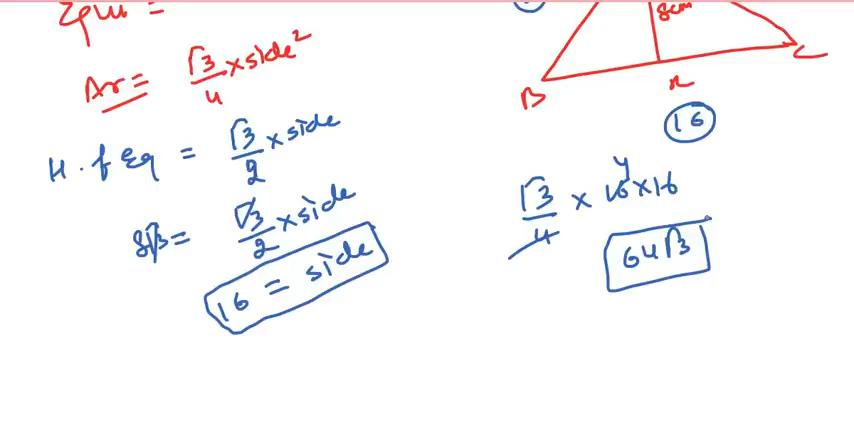 Equi =
Ar = √3/4 × side²
H. of Eq = √3/2 × side
8√3 = √3/2 × side
16 = side
8cm
B
C
16
√3/4 × 16 × 16
4
64√3